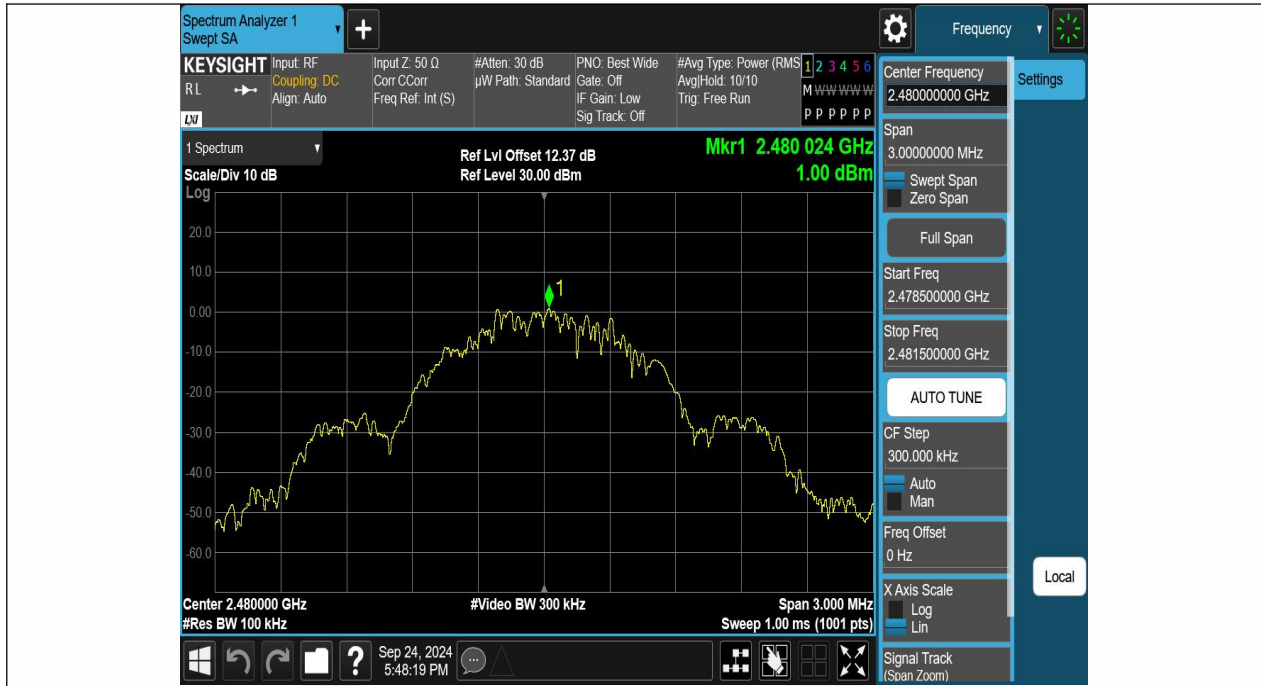 Spectrum Analyzer 1
Swept SA
+
Frequency
KEYSIGHT
R L
LXI
Input: RF
Coupling: DC
Align: Auto
Input Z: 50 Ω
Corr CCorr
Freq Ref: Int (S)
#Atten: 30 dB
µW Path: Standard
PNO: Best Wide
Gate: Off
IF Gain: Low
Sig Track: Off
#Avg Type: Power (RMS
Avg|Hold: 10/10
Trig: Free Run
1 2 3 4 5 6
M W W W W W
P P P P P P
1 Spectrum
Scale/Div 10 dB
Log
Ref Lvl Offset 12.37 dB
Ref Level 30.00 dBm
Mkr1 2.480 024 GHz
1.00 dBm
20.0
10.0
0.00
-10.0
-20.0
-30.0
-40.0
-50.0
-60.0
1
Center 2.480000 GHz
#Res BW 100 kHz
#Video BW 300 kHz
Span 3.000 MHz
Sweep 1.00 ms (1001 pts)
Center Frequency
2.480000000 GHz
Settings
Span
3.00000000 MHz
Swept Span
Zero Span
Full Span
Start Freq
2.478500000 GHz
Stop Freq
2.481500000 GHz
AUTO TUNE
CF Step
300.000 kHz
Auto
Man
Freq Offset
0 Hz
X Axis Scale
Log
Lin
Local
Signal Track
(Span Zoom)
?
Sep 24, 2024
5:48:19 PM